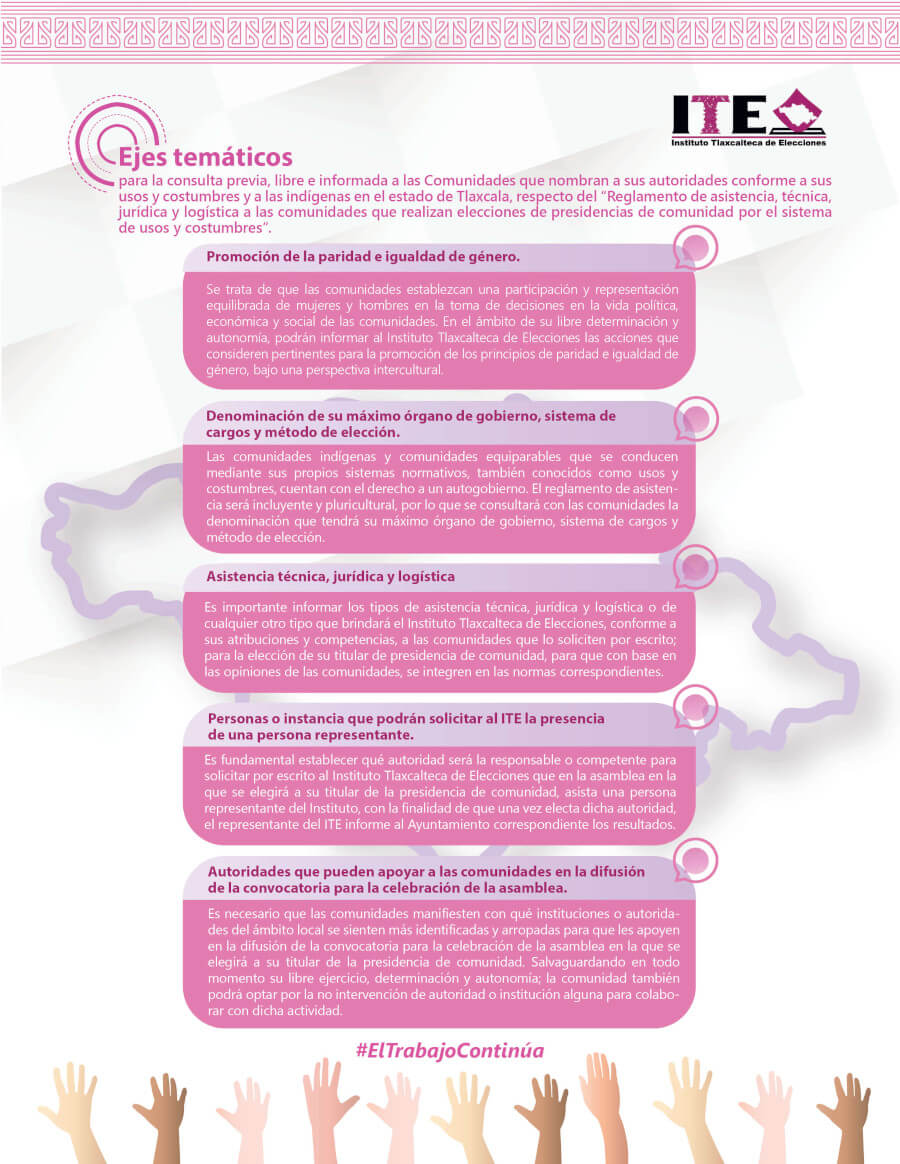 ITE
Instituto Tlaxcalteca de Elecciones
Ejes temáticos
para la consulta previa, libre e informada a las Comunidades que nombran a sus autoridades conforme a sus
usos y costumbres y a las indígenas en el estado de Tlaxcala, respecto del “Reglamento de asistencia, técnica,
jurídica y logística a las comunidades que realizan elecciones de presidencias de comunidad por el sistema
de usos y costumbres”.
Promoción de la paridad e igualdad de género.
Se trata de que las comunidades establezcan una participación y representación
equilibrada de mujeres y hombres en la toma de decisiones en la vida política,
económica y social de las comunidades. En el ámbito de su libre determinación y
autonomía, podrán informar al Instituto Tlaxcalteca de Elecciones las acciones que
consideren pertinentes para la promoción de los principios de paridad e igualdad de
género, bajo una perspectiva intercultural.
Denominación de su máximo órgano de gobierno, sistema de
cargos y método de elección.
Las comunidades indígenas y comunidades equiparables que se conducen
mediante sus propios sistemas normativos, también conocidos como usos y
costumbres, cuentan con el derecho a un autogobierno. El reglamento de asisten-
cia será incluyente y pluricultural, por lo que se consultará con las comunidades la
denominación que tendrá su máximo órgano de gobierno, sistema de cargos y
método de elección.
Asistencia técnica, jurídica y logística
Es importante informar los tipos de asistencia técnica, jurídica y logística o de
cualquier otro tipo que brindará el Instituto Tlaxcalteca de Elecciones, conforme a
sus atribuciones y competencias, a las comunidades que lo soliciten por escrito;
para la elección de su titular de presidencia de comunidad, para que con base en
las opiniones de las comunidades, se integren en las normas correspondientes.
Personas o instancia que podrán solicitar al ITE la presencia
de una persona representante.
Es fundamental establecer qué autoridad será la responsable o competente para
solicitar por escrito al Instituto Tlaxcalteca de Elecciones que en la asamblea en la
que se elegirá a su titular de la presidencia de comunidad, asista una persona
representante del Instituto, con la finalidad de que una vez electa dicha autoridad,
el representante del ITE informe al Ayuntamiento correspondiente los resultados.
Autoridades que pueden apoyar a las comunidades en la difusión
de la convocatoria para la celebración de la asamblea.
Es necesario que las comunidades manifiesten con qué instituciones o autorida-
des del ámbito local se sienten más identificadas y arropadas para que les apoyen
en la difusión de la convocatoria para la celebración de la asamblea en la que se
elegirá a su titular de la presidencia de comunidad. Salvaguardando en todo
momento su libre ejercicio, determinación y autonomía; la comunidad también
podrá optar por la no intervención de autoridad o institución alguna para colabo-
rar con dicha actividad.
#ElTrabajoContinúa